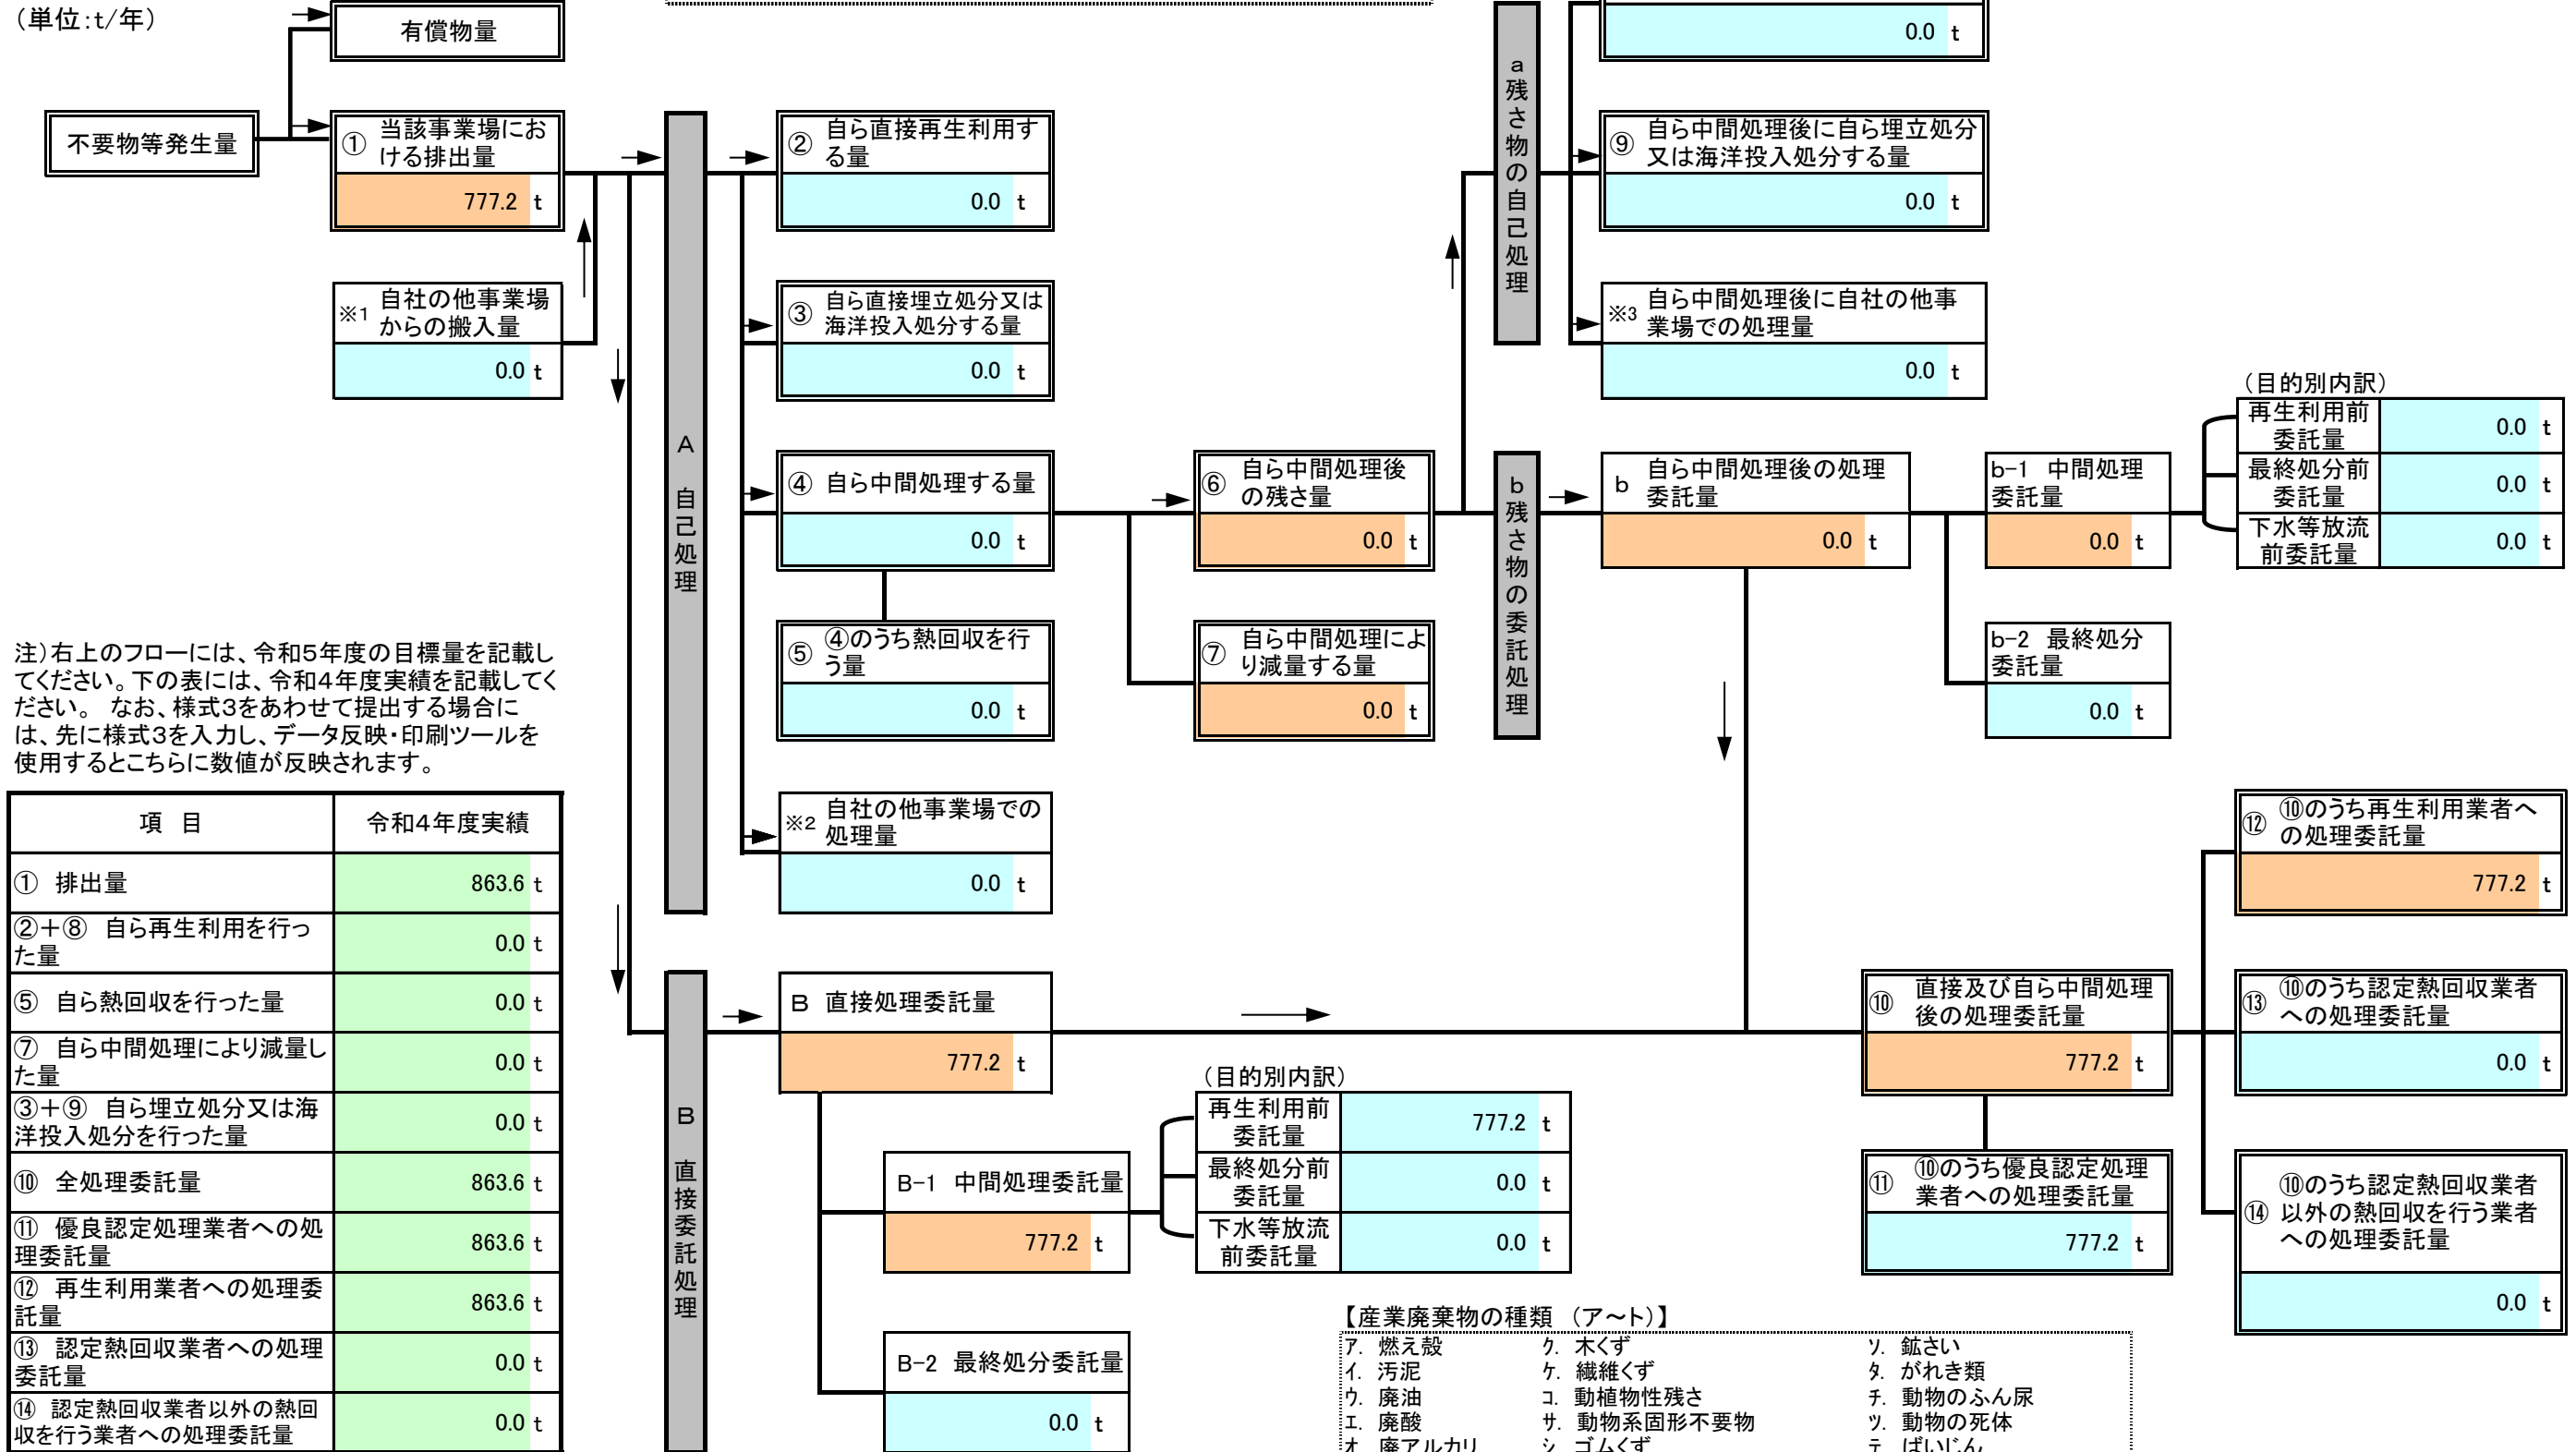 （単位：t/年）
有償物量
不要物等発生量
①
当該事業場にお
ける排出量
777.2 t
※1
自社の他事業場
からの搬入量
0.0 t
A 自己処理
②
自ら直接再生利用す
る量
0.0 t
③
自ら直接埋立処分又は
海洋投入処分する量
0.0 t
④ 自ら中間処理する量
0.0 t
⑤
④のうち熱回収を行
う量
0.0 t
※2
自社の他事業場での
処理量
0.0 t
⑥
自ら中間処理後
の残さ量
0.0 t
⑦
自ら中間処理によ
り減量する量
0.0 t
a 残さ物の自己処理
0.0 t
⑨
自ら中間処理後に自ら埋立処分
又は海洋投入処分する量
0.0 t
※3
自ら中間処理後に自社の他事
業場での処理量
0.0 t
b 残さ物の委託処理
b
自ら中間処理後の処理
委託量
0.0 t
b-1 中間処理
委託量
0.0 t
b-2 最終処分
委託量
0.0 t
（目的別内訳）
再生利用前
委託量
0.0 t
最終処分前
委託量
0.0 t
下水等放流
前委託量
0.0 t
注）右上のフローには、令和5年度の目標量を記載し
てください。下の表には、令和4年度実績を記載してく
ださい。 なお、様式3をあわせて提出する場合に
は、先に様式3を入力し、データ反映・印刷ツールを
使用するとこちらに数値が反映されます。
項 目 令和4年度実績
① 排出量 863.6 t
②＋⑧ 自ら再生利用を行っ
た量
0.0 t
⑤ 自ら熱回収を行った量 0.0 t
⑦ 自ら中間処理により減量し
た量
0.0 t
③＋⑨ 自ら埋立処分又は海
洋投入処分を行った量
0.0 t
⑩ 全処理委託量 863.6 t
⑪ 優良認定処理業者への処
理委託量
863.6 t
⑫ 再生利用業者への処理委
託量
863.6 t
⑬ 認定熱回収業者への処理
委託量
0.0 t
⑭ 認定熱回収業者以外の熱回
収を行う業者への処理委託量
0.0 t
B 直接委託処理
B 直接処理委託量
777.2 t
B-1 中間処理委託量
777.2 t
B-2 最終処分委託量
0.0 t
（目的別内訳）
再生利用前
委託量
777.2 t
最終処分前
委託量
0.0 t
下水等放流
前委託量
0.0 t
⑩
直接及び自ら中間処理
後の処理委託量
777.2 t
⑪
⑩のうち優良認定処理
業者への処理委託量
777.2 t
⑫
⑩のうち再生利用業者へ
の処理委託量
777.2 t
⑬
⑩のうち認定熱回収業者
への処理委託量
0.0 t
⑭
⑩のうち認定熱回収業者
以外の熱回収を行う業者
への処理委託量
0.0 t
【産業廃棄物の種類 （ア～ト）】
ｱ. 燃え殻 ｸ. 木くず ｿ. 鉱さい
ｲ. 汚泥 ｹ. 繊維くず ﾀ. がれき類
ｳ. 廃油 ｺ. 動植物性残さ ﾁ. 動物のふん尿
ｴ. 廃酸 ｻ. 動物系固形不要物 ﾂ. 動物の死体
ｵ. 廃アルカリ ｼ. ゴムくず ﾃ. ばいじん